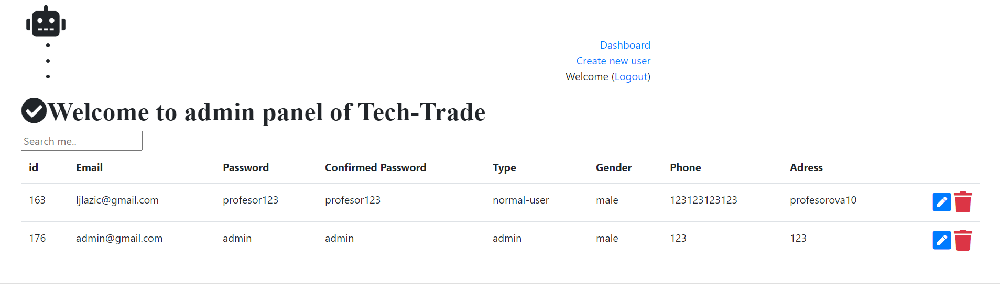 Dashboard
Create new user
Welcome (Logout)
Welcome to admin panel of Tech-Trade
Search me..
id Email Password Confirmed Password Type Gender Phone Adress
163 ljlazic@gmail.com profesor123 profesor123 normal-user male 123123123123 profesorova10
176 admin@gmail.com admin admin admin male 123 123